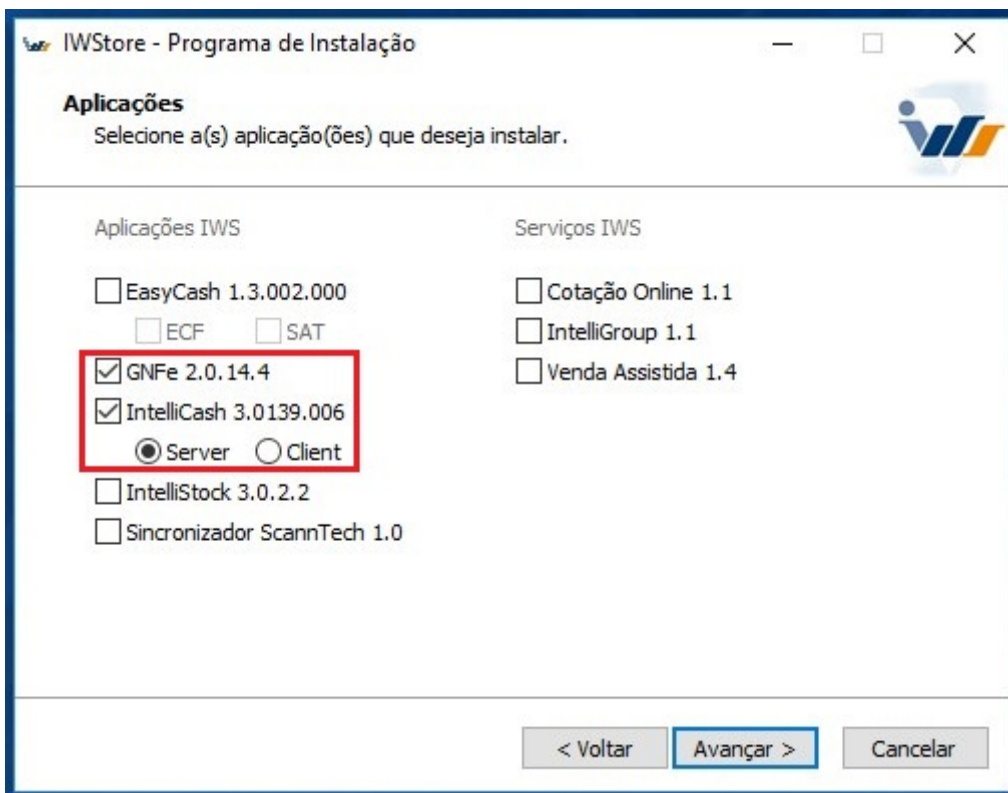 IWStore - Programa de Instalação
Aplicações
Selecione a(s) aplicação(ões) que deseja instalar.
iws
Aplicações IWS
EasyCash 1.3.002.000
ECF SAT
GNFe 2.0.14.4
IntelliCash 3.0139.006
Server Client
IntelliStock 3.0.2.2
Sincronizador ScannTech 1.0
Serviços IWS
Cotação Online 1.1
IntelliGroup 1.1
Venda Assistida 1.4
< Voltar
Avançar >
Cancelar